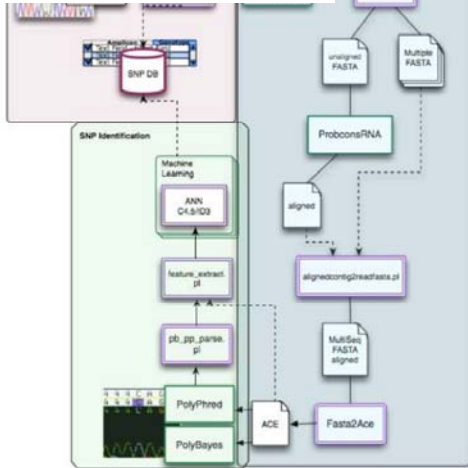 SNP DB
unaligned
FASTA
Multiple
FASTA
ProbconsRNA
SNP Identification
Machine
Learning
ANN
C4.5/ID3
aligned
feature_extract.
pl
alignedcontig2readfasta.pl
pb_pp_parse.
pl
MultiSeq
FASTA
aligned
PolyPhred
ACE
Fasta2Ace
PolyBayes